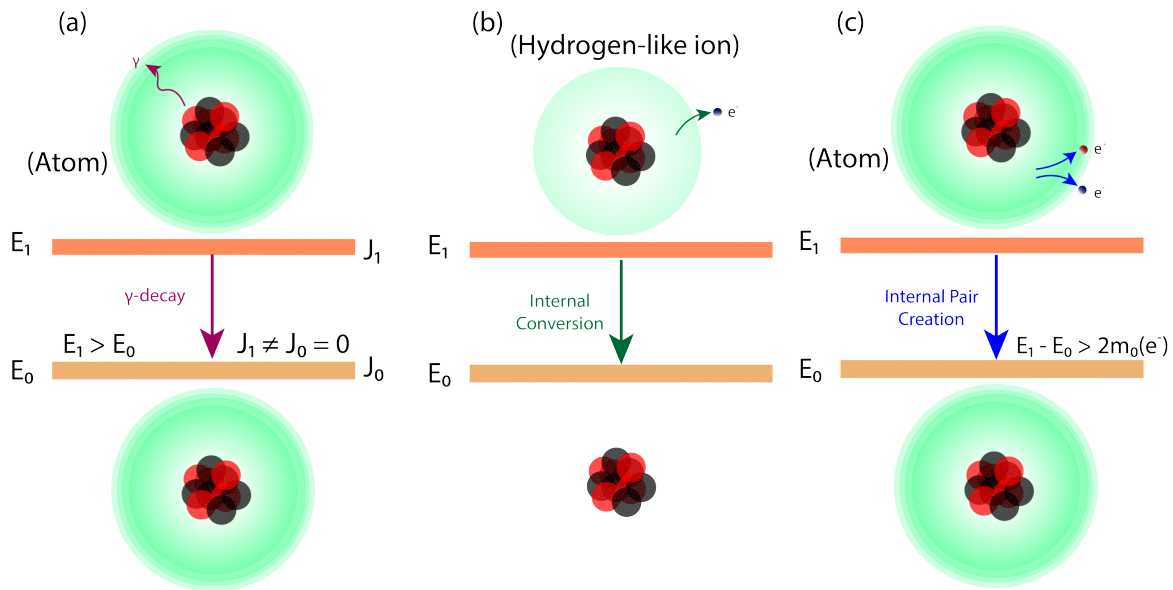 (a)
γ
(Atom)
E₁
J₁
γ-decay
E₁ > E₀
J₁ ≠ J₀ = 0
E₀
J₀
(b)
(Hydrogen-like ion)
e⁻
E₁
Internal
Conversion
E₀
(c)
(Atom)
e⁻
e⁻
E₁
Internal Pair
Creation
E₁ - E₀ > 2m₀(e⁻)
E₀